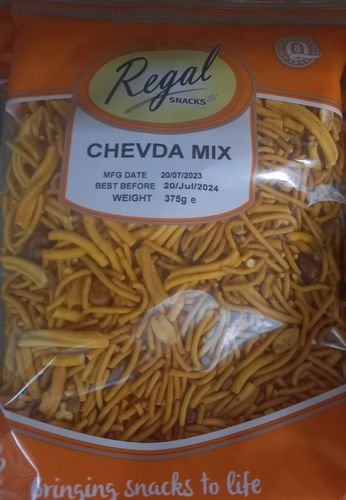 Regal
SNACKS
CHEVDA MIX
MFG DATE 20/07/2023
BEST BEFORE 20/Jul/2024
WEIGHT 375g e
bringing snacks to life